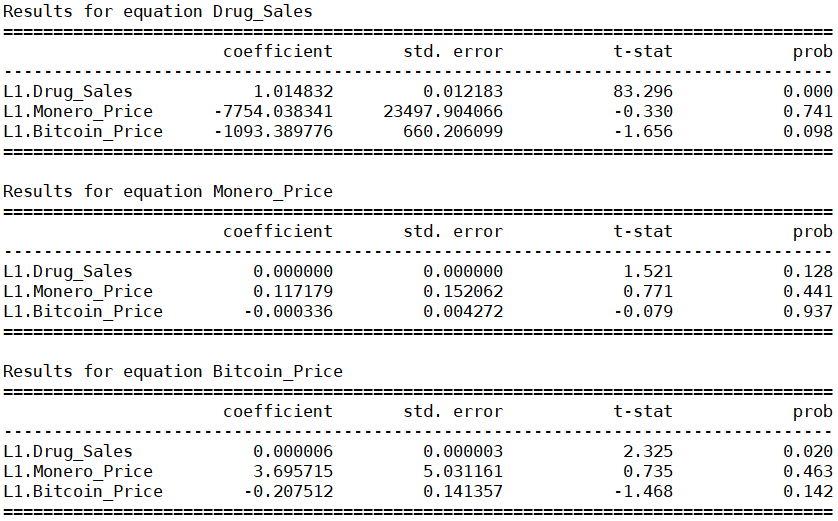 Results for equation Drug_Sales
==============================================================================
coefficient std. error t-stat prob
------------------------------------------------------------------------------
L1.Drug_Sales 1.014832 0.012183 83.296 0.000
L1.Monero_Price -7754.038341 23497.904066 -0.330 0.741
L1.Bitcoin_Price -1093.389776 660.206099 -1.656 0.098
==============================================================================
Results for equation Monero_Price
==============================================================================
coefficient std. error t-stat prob
------------------------------------------------------------------------------
L1.Drug_Sales 0.000000 0.000000 1.521 0.128
L1.Monero_Price 0.117179 0.152062 0.771 0.441
L1.Bitcoin_Price -0.000336 0.004272 -0.079 0.937
==============================================================================
Results for equation Bitcoin_Price
==============================================================================
coefficient std. error t-stat prob
------------------------------------------------------------------------------
L1.Drug_Sales 0.000006 0.000003 2.325 0.020
L1.Monero_Price 3.695715 5.031161 0.735 0.463
L1.Bitcoin_Price -0.207512 0.141357 -1.468 0.142
==============================================================================